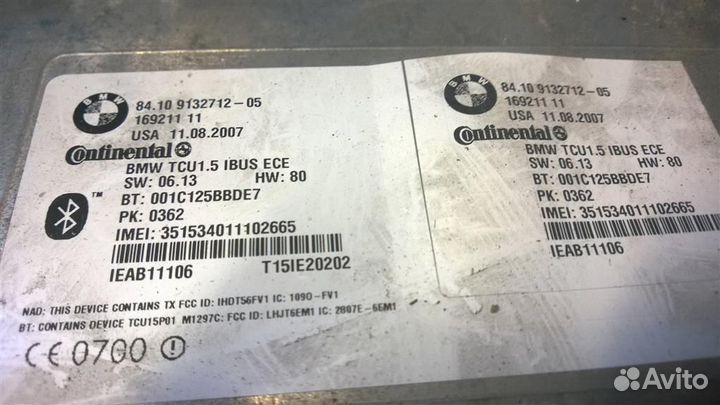 BMW
84.10 9132712-05
169211 11
USA 11.08.2007
Continental
BMW TCU1.5 IBUS ECE
SW: 06.13 HW: 80
BT: 001C125BBDE7
PK: 0362
IMEI: 351534011102665
IEAB11106 T15IE20202
NAD: THIS DEVICE CONTAINS TX FCC ID: IHDT56FV1 IC: 109O-FV1
BT: CONTAINS DEVICE TCU15P01 M1297C: FCC ID: LHJT6EM1 IC: 2807E-6EM1
CE 0700
™
BMW
84.10 9132712-05
169211 11
USA 11.08.2007
Continental
BMW TCU1.5 IBUS ECE
SW: 06.13 HW: 80
BT: 001C125BBDE7
PK: 0362
IMEI: 351534011102665
IEAB11106
Avito